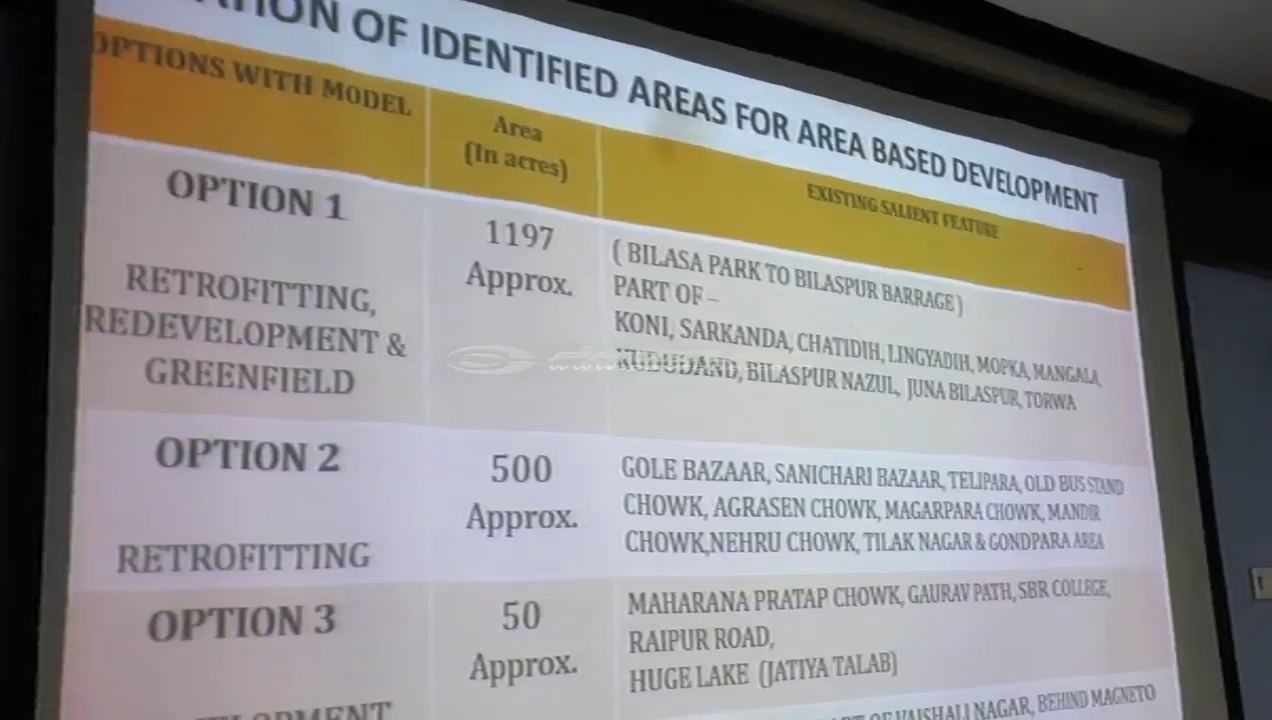 OF IDENTIFIED AREAS FOR AREA BASED DEVELOPMENT
OPTIONS WITH MODEL
Area
(In acres)
EXISTING SALIENT FEATURE
OPTION 1
RETROFITTING,
REDEVELOPMENT &
GREENFIELD
1197
Approx.
( BILASA PARK TO BILASPUR BARRAGE )
PART OF –
KONI, SARKANDA, CHATIDIH, LINGYADIH, MOPKA, MANGALA,
KUDUDAND, BILASPUR NAZUL, JUNA BILASPUR, TORWA
OPTION 2
RETROFITTING
500
Approx.
GOLE BAZAAR, SANICHARI BAZAAR, TELIPARA, OLD BUS STAND
CHOWK, AGRASEN CHOWK, MAGARPARA CHOWK, MANDIR
CHOWK,NEHRU CHOWK, TILAK NAGAR & GONDPARA AREA
OPTION 3
50
Approx.
MAHARANA PRATAP CHOWK, GAURAV PATH, SBR COLLEGE,
RAIPUR ROAD,
HUGE LAKE (JATIYA TALAB)
OF VAISHALI NAGAR, BEHIND MAGNETO